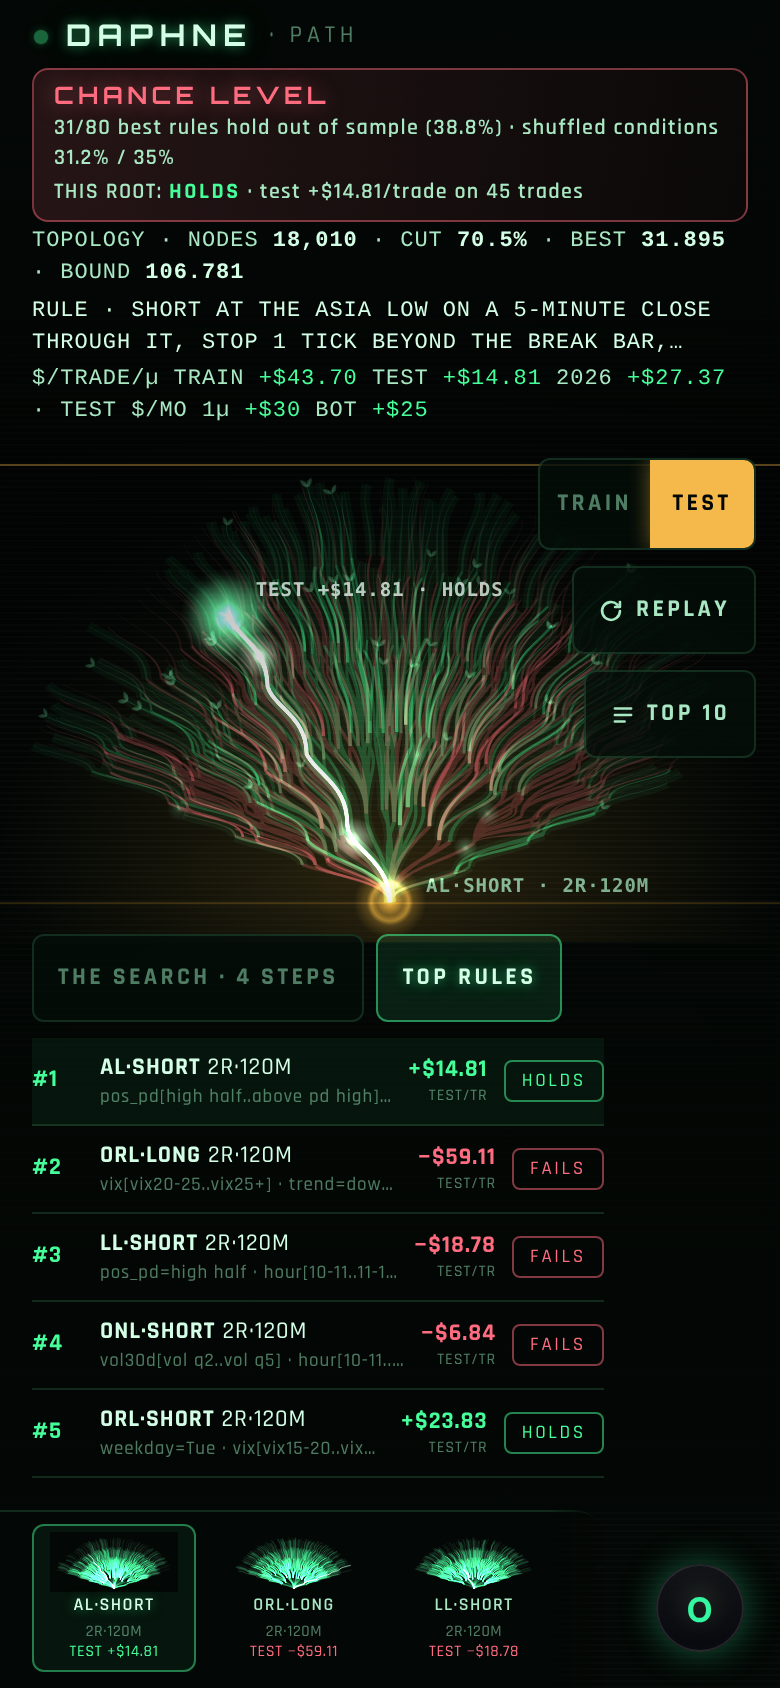 DAPHNE · PATH
CHANCE LEVEL
31/80 best rules hold out of sample (38.8%) · shuffled conditions
31.2% / 35%
THIS ROOT: HOLDS · test +$14.81/trade on 45 trades
TOPOLOGY · NODES 18,010 · CUT 70.5% · BEST 31.895
· BOUND 106.781
RULE · SHORT AT THE ASIA LOW ON A 5-MINUTE CLOSE
THROUGH IT, STOP 1 TICK BEYOND THE BREAK BAR,…
$/TRADE/µ TRAIN +$43.70 TEST +$14.81 2026 +$27.37
· TEST $/MO 1µ +$30 BOT +$25
TRAIN TEST
TEST +$14.81 · HOLDS
REPLAY
TOP 10
AL·SHORT · 2R·120M
THE SEARCH · 4 STEPS TOP RULES
#1 AL·SHORT 2R·120M +$14.81 HOLDS
pos_pd[high half..above pd high]… TEST/TR
#2 ORL·LONG 2R·120M −$59.11 FAILS
vix[vix20-25..vix25+] · trend=dow… TEST/TR
#3 LL·SHORT 2R·120M −$18.78 FAILS
pos_pd=high half · hour[10-11..11-1… TEST/TR
#4 ONL·SHORT 2R·120M −$6.84 FAILS
vol30d[vol q2..vol q5] · hour[10-11..… TEST/TR
#5 ORL·SHORT 2R·120M +$23.83 HOLDS
weekday=Tue · vix[vix15-20..vix… TEST/TR
AL·SHORT ORL·LONG LL·SHORT
2R·120M 2R·120M 2R·120M
TEST +$14.81 TEST −$59.11 TEST −$18.78
O